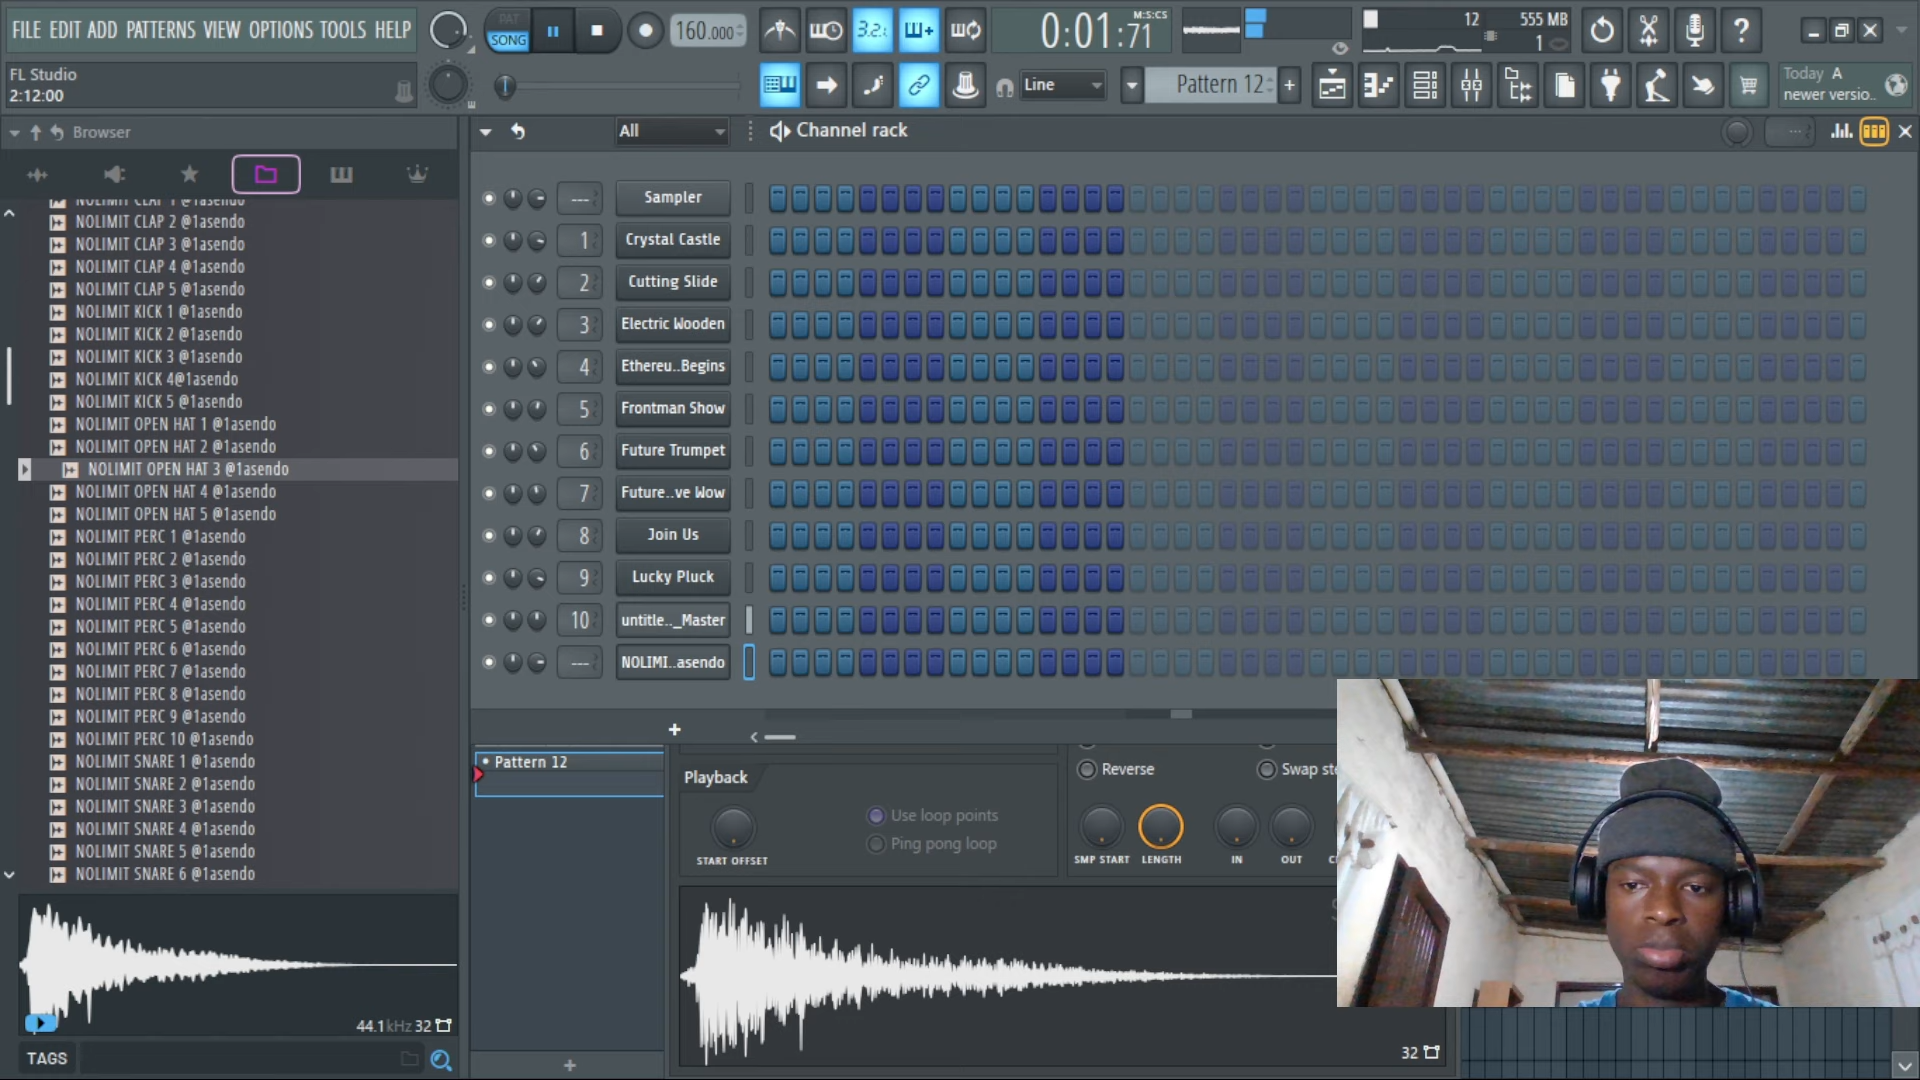 FILE EDIT ADD PATTERNS VIEW OPTIONS TOOLS HELP
PAT
SONG
160.000
3.2.1
0:01:71
M:S:CS
12
555 MB
1
FL Studio
2:12:00
Line
Pattern 12
Today A
newer versio..
Browser
All
Channel rack
NOLIMIT CLAP 1 @1asendo
NOLIMIT CLAP 2 @1asendo
NOLIMIT CLAP 3 @1asendo
NOLIMIT CLAP 4 @1asendo
NOLIMIT CLAP 5 @1asendo
NOLIMIT KICK 1 @1asendo
NOLIMIT KICK 2 @1asendo
NOLIMIT KICK 3 @1asendo
NOLIMIT KICK 4@1asendo
NOLIMIT KICK 5 @1asendo
NOLIMIT OPEN HAT 1 @1asendo
NOLIMIT OPEN HAT 2 @1asendo
NOLIMIT OPEN HAT 3 @1asendo
NOLIMIT OPEN HAT 4 @1asendo
NOLIMIT OPEN HAT 5 @1asendo
NOLIMIT PERC 1 @1asendo
NOLIMIT PERC 2 @1asendo
NOLIMIT PERC 3 @1asendo
NOLIMIT PERC 4 @1asendo
NOLIMIT PERC 5 @1asendo
NOLIMIT PERC 6 @1asendo
NOLIMIT PERC 7 @1asendo
NOLIMIT PERC 8 @1asendo
NOLIMIT PERC 9 @1asendo
NOLIMIT PERC 10 @1asendo
NOLIMIT SNARE 1 @1asendo
NOLIMIT SNARE 2 @1asendo
NOLIMIT SNARE 3 @1asendo
NOLIMIT SNARE 4 @1asendo
NOLIMIT SNARE 5 @1asendo
NOLIMIT SNARE 6 @1asendo
44.1kHz 32
TAGS
--- Sampler
1 Crystal Castle
2 Cutting Slide
3 Electric Wooden
4 Ethereu..Begins
5 Frontman Show
6 Future Trumpet
7 Future..ve Wow
8 Join Us
9 Lucky Pluck
10 untitle.._Master
--- NOLIMI..asendo
Pattern 12
Playback
START OFFSET
Use loop points
Ping pong loop
Reverse
Swap ste
SMP START
LENGTH
IN
OUT
32